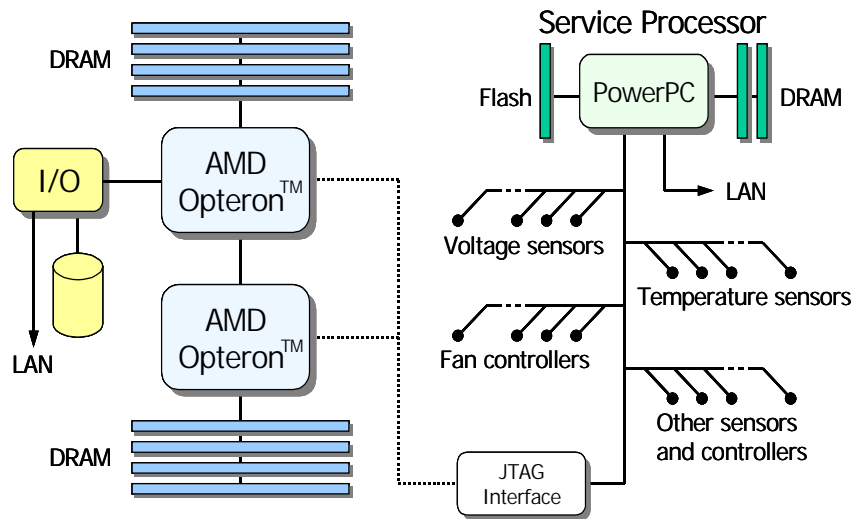 Service Processor
DRAM
Flash
PowerPC
DRAM
I/O
AMD
Opteron™
LAN
Voltage sensors
Temperature sensors
AMD
Opteron™
LAN
Fan controllers
Other sensors
and controllers
DRAM
JTAG
Interface